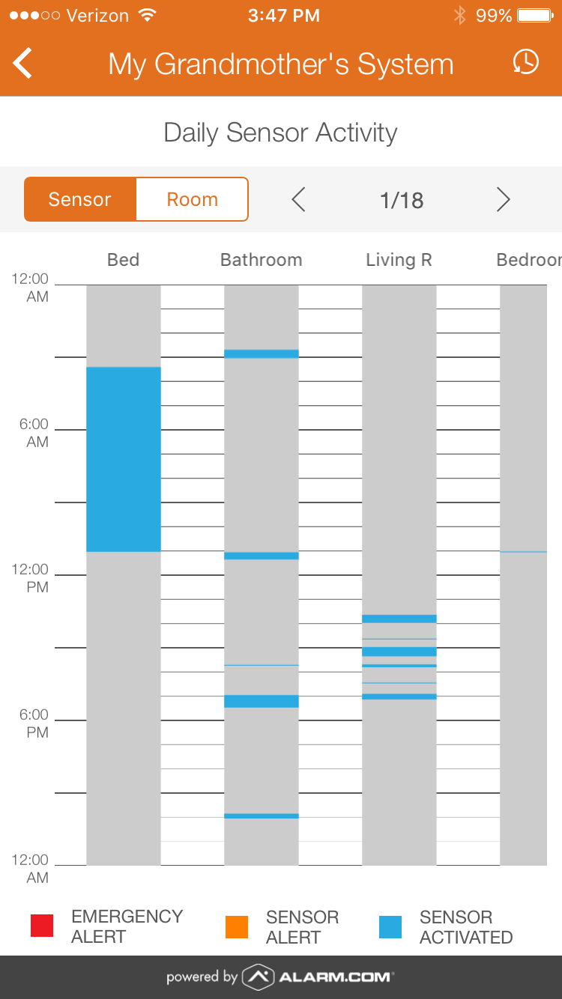 Verizon 3:47 PM 99%
My Grandmother's System
Daily Sensor Activity
Sensor Room 1/18
Bed Bathroom Living R Bedroor
12:00
AM
6:00
AM
12:00
PM
6:00
PM
12:00
AM
EMERGENCY
ALERT
SENSOR
ALERT
SENSOR
ACTIVATED
powered by ALARM.COM